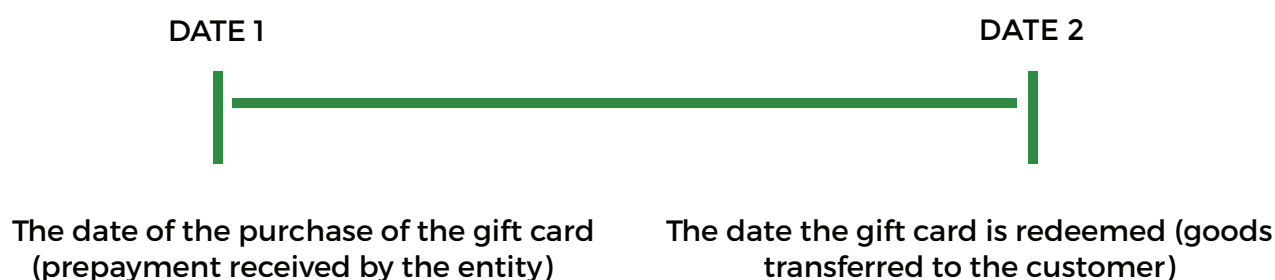 DATE 1
DATE 2
The date of the purchase of the gift card
(prepayment received by the entity)
The date the gift card is redeemed (goods
transferred to the customer)